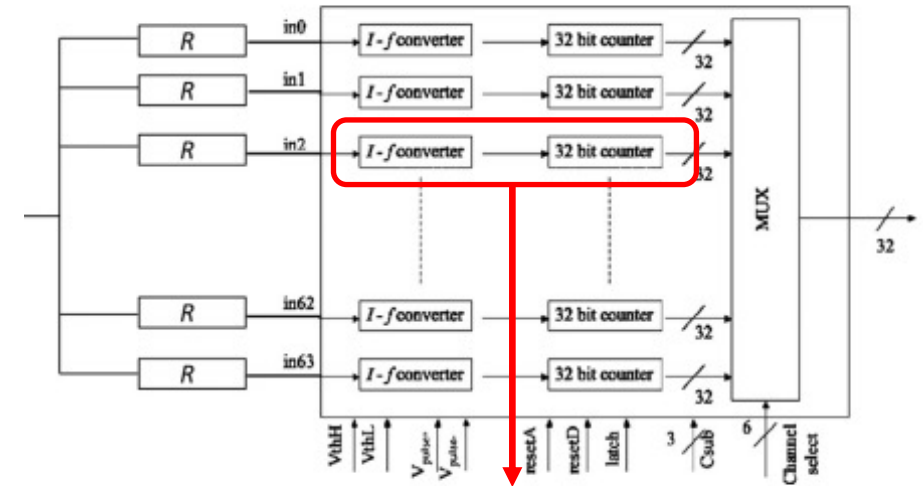 R in0 I - f converter 32 bit counter 32
R in1 I - f converter 32 bit counter 32
R in2 I - f converter 32 bit counter 32
MUX
32
R in62 I - f converter 32 bit counter 32
R in63 I - f converter 32 bit counter 32
VthH
VthL
Vpulse+
Vpulse-
resetA
resetD
latch
3
Csub
6
Channel
select